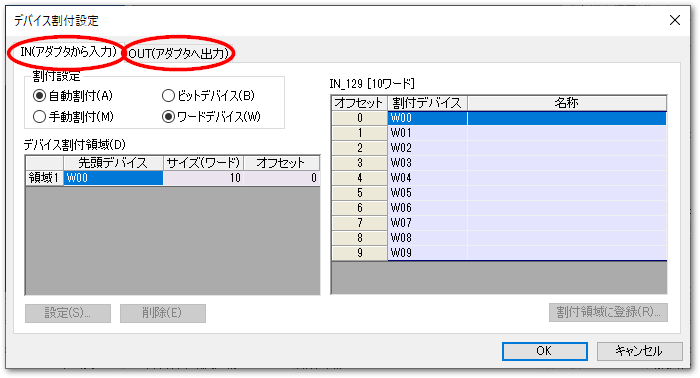 デバイス割付設定
IN(アダプタから入力)
OUT(アダプタへ出力)
割付設定
自動割付(A)
ビットデバイス(B)
手動割付(M)
ワードデバイス(W)
デバイス割付領域(D)
先頭デバイス サイズ(ワード) オフセット
領域1 W00 10 0
設定(S)...
削除(E)
IN_129 [10ワード]
オフセット 割付デバイス 名称
0 W00
1 W01
2 W02
3 W03
4 W04
5 W05
6 W06
7 W07
8 W08
9 W09
割付領域に登録(R)...
OK
キャンセル